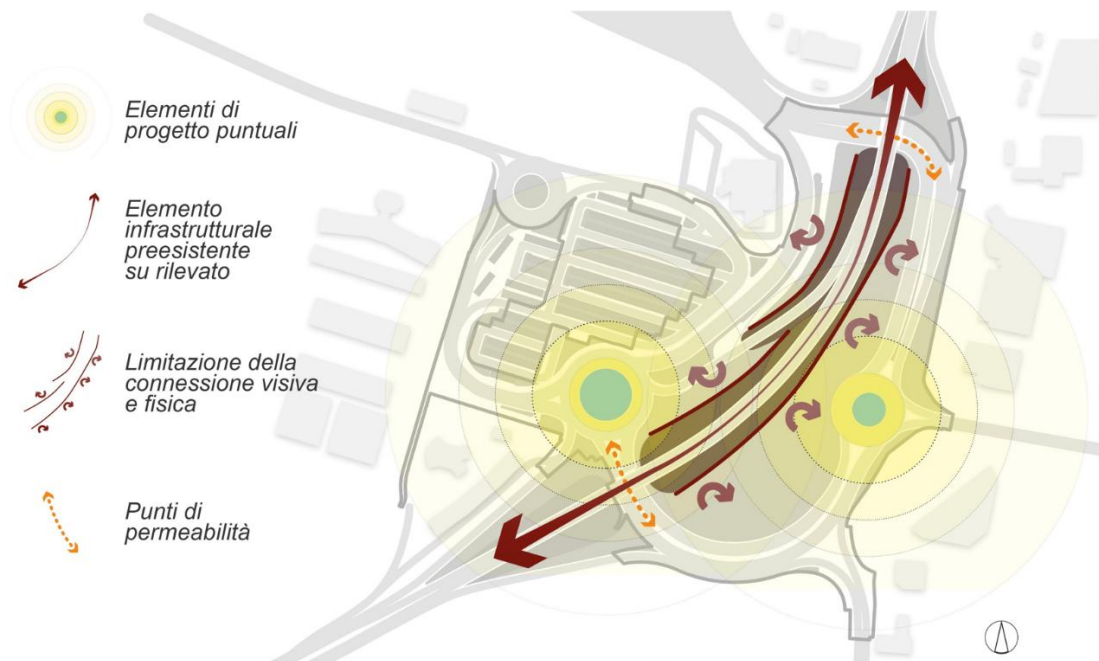 Elementi di
progetto puntuali
Elemento
infrastrutturale
preesistente
su rilevato
Limitazione della
connessione visiva
e fisica
Punti di
permeabilità